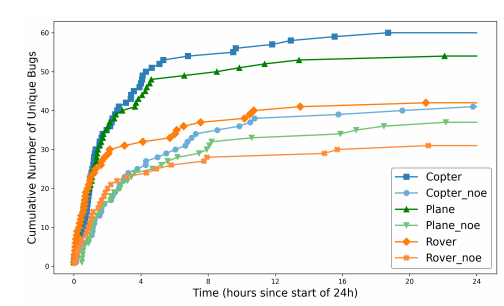 Cumulative Number of Unique Bugs
60
50
40
30
20
10
0
0 4 8 12 16 20 24
Time (hours since start of 24h)
Copter
Copter_noe
Plane
Plane_noe
Rover
Rover_noe